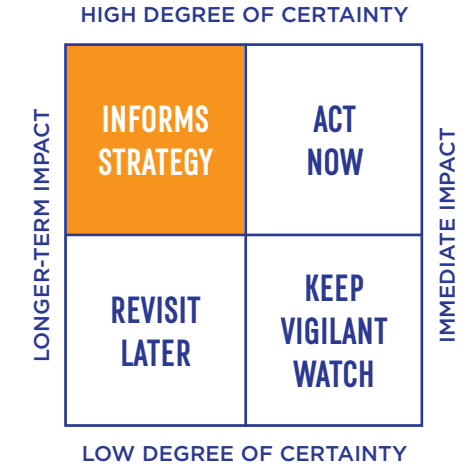 HIGH DEGREE OF CERTAINTY
LONGER-TERM IMPACT
INFORMS
STRATEGY
ACT
NOW
IMMEDIATE IMPACT
REVISIT
LATER
KEEP
VIGILANT
WATCH
LOW DEGREE OF CERTAINTY